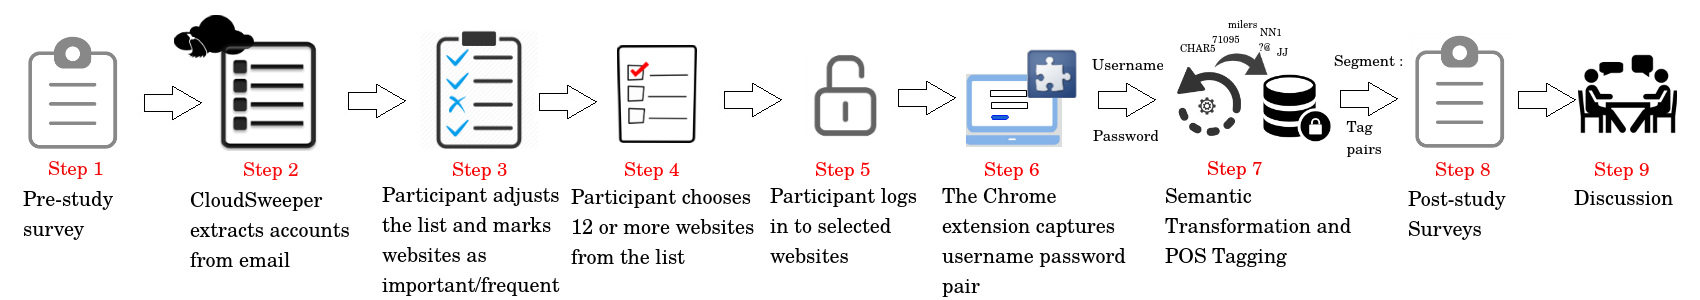 Step 1
Pre-study
survey
Step 2
CloudSweeper
extracts accounts
from email
Step 3
Participant adjusts
the list and marks
websites as
important/frequent
Step 4
Participant chooses
12 or more websites
from the list
Step 5
Participant logs
in to selected
websites
Step 6
The Chrome
extension captures
username password
pair
Username
Password
milers
NN1
71095
CHAR5
?@
JJ
Step 7
Semantic
Transformation and
POS Tagging
Segment :
Tag
pairs
Step 8
Post-study
Surveys
Step 9
Discussion